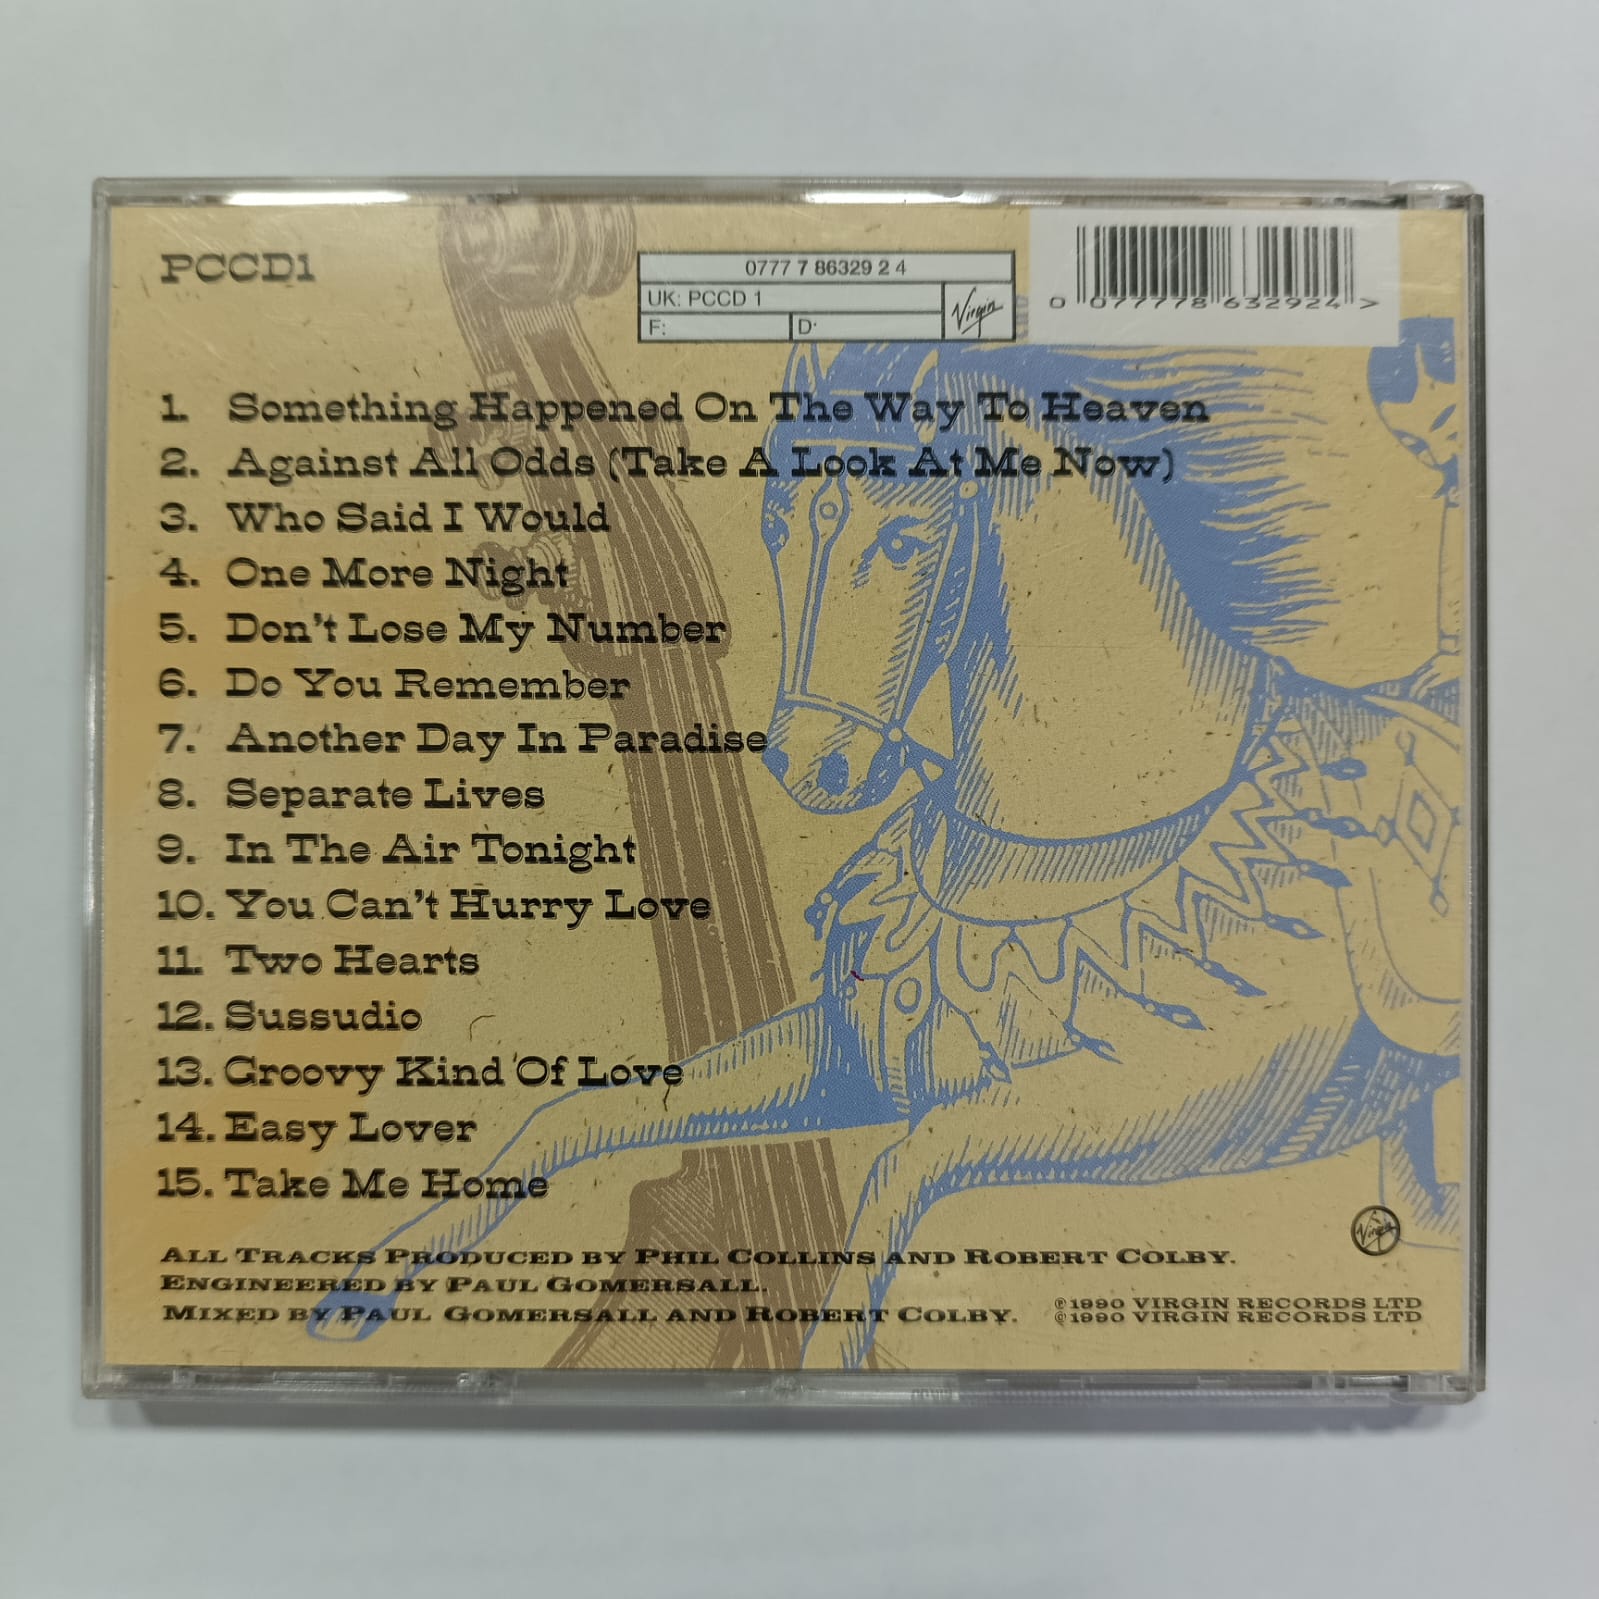 PCCD1
0777 7 86329 2 4
UK: PCCD 1
F:
D:
Virgin
0 077778 632924 >
1. Something Happened On The Way To Heaven
2. Against All Odds (Take A Look At Me Now)
3. Who Said I Would
4. One More Night
5. Don't Lose My Number
6. Do You Remember
7. Another Day In Paradise
8. Separate Lives
9. In The Air Tonight
10. You Can't Hurry Love
11. Two Hearts
12. Sussudio
13. Groovy Kind Of Love
14. Easy Lover
15. Take Me Home
Virgin
ALL TRACKS PRODUCED BY PHIL COLLINS AND ROBERT COLBY.
ENGINEERED BY PAUL GOMERSALL.
MIXED BY PAUL GOMERSALL AND ROBERT COLBY.
℗ 1990 VIRGIN RECORDS LTD
© 1990 VIRGIN RECORDS LTD